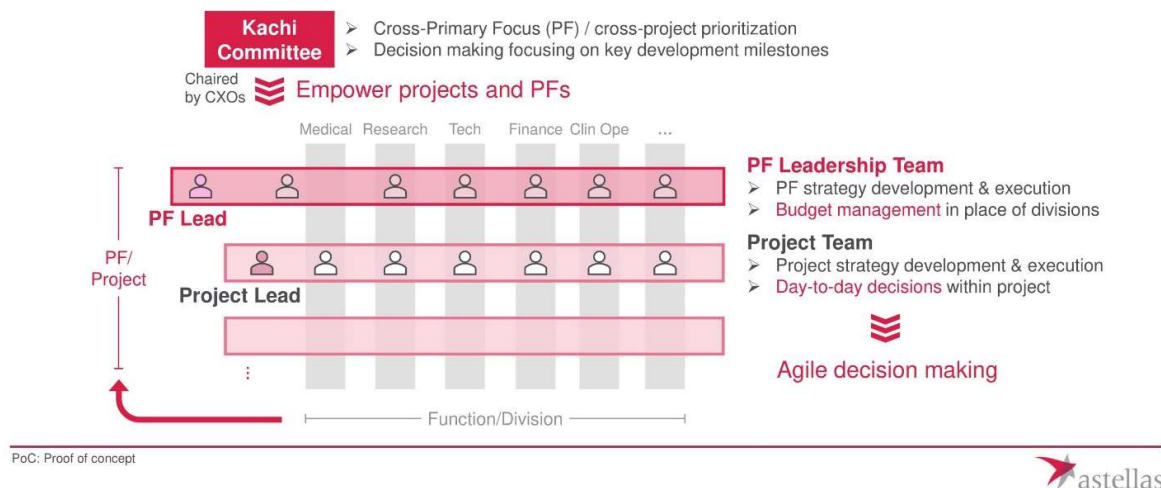 Kachi
Committee
➢ Cross-Primary Focus (PF) / cross-project prioritization
➢ Decision making focusing on key development milestones
Chaired
by CXOs
Empower projects and PFs
Medical Research Tech Finance Clin Ope ...
PF Lead
PF Leadership Team
➢ PF strategy development & execution
➢ Budget management in place of divisions
PF/
Project
Project Lead
Project Team
➢ Project strategy development & execution
➢ Day-to-day decisions within project
Agile decision making
⋮
Function/Division
PoC: Proof of concept
astellas